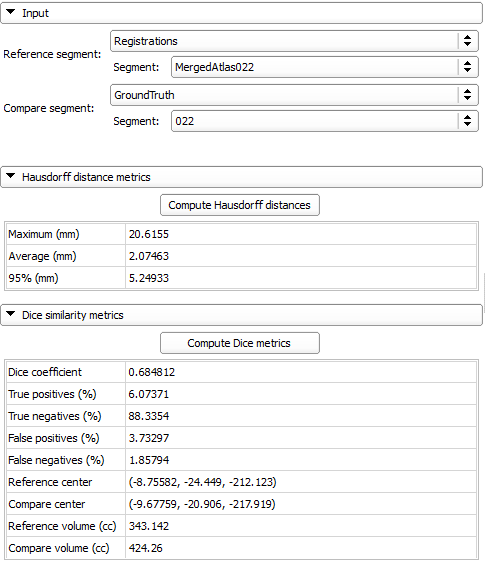 Input
Reference segment:
Registrations
Segment: MergedAtlas022
Compare segment:
GroundTruth
Segment: 022
Hausdorff distance metrics
Compute Hausdorff distances
Maximum (mm) 20.6155
Average (mm) 2.07463
95% (mm) 5.24933
Dice similarity metrics
Compute Dice metrics
Dice coefficient 0.684812
True positives (%) 6.07371
True negatives (%) 88.3354
False positives (%) 3.73297
False negatives (%) 1.85794
Reference center (-8.75582, -24.449, -212.123)
Compare center (-9.67759, -20.906, -217.919)
Reference volume (cc) 343.142
Compare volume (cc) 424.26